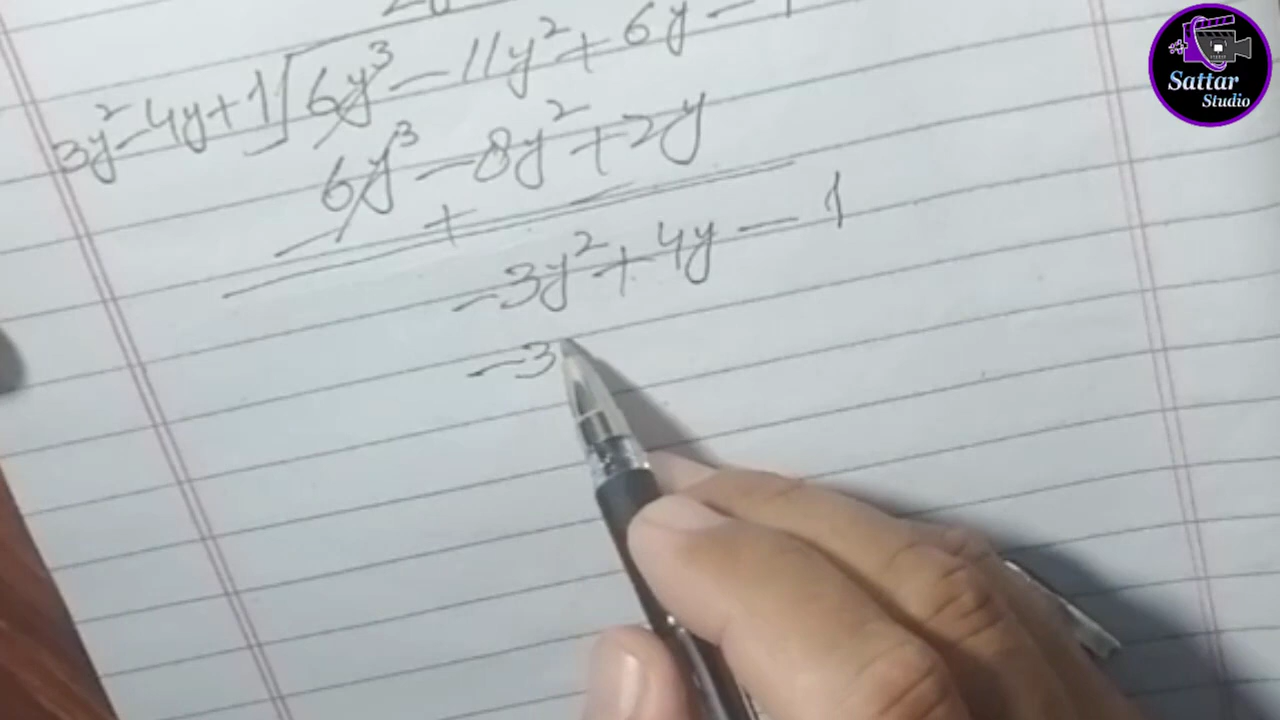 3y²-4y+1√6y³-11y²+6y-1
6y³-8y²+2y
- +
-3y²+4y-1
-3
Sattar
Studio